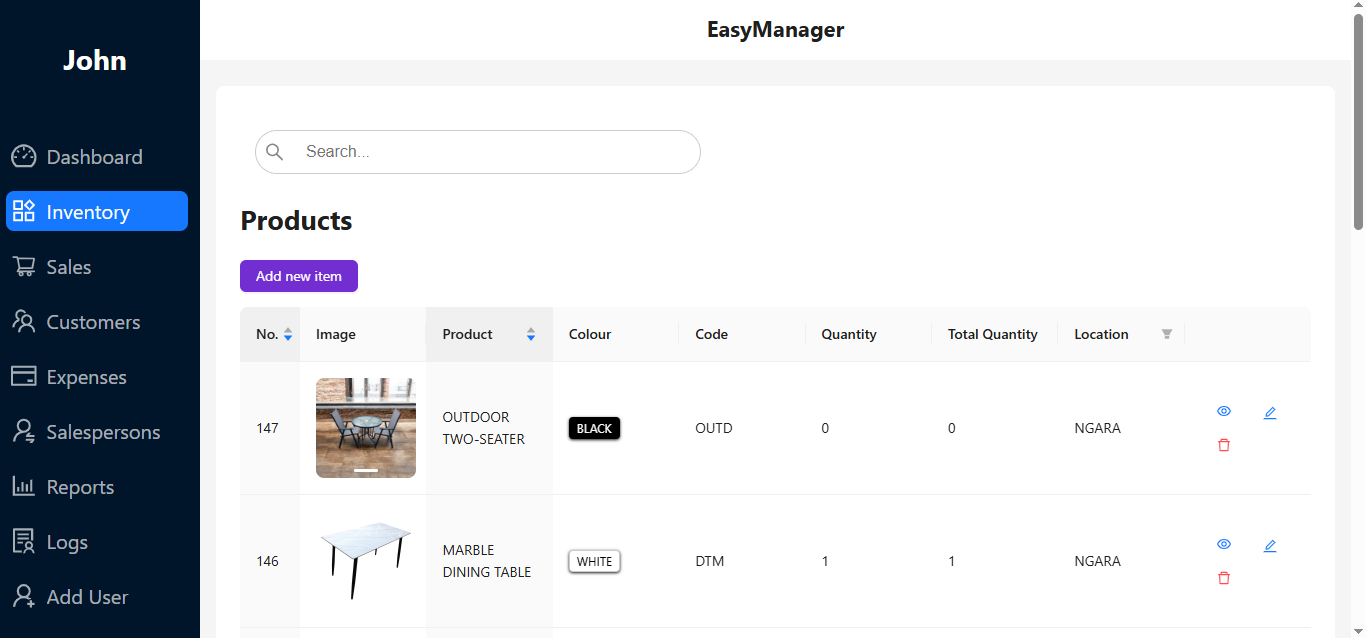 John
EasyManager
Dashboard
Inventory
Sales
Customers
Expenses
Salespersons
Reports
Logs
Add User
Search...
Products
Add new item
No. Image Product Colour Code Quantity Total Quantity Location
147 OUTDOOR TWO-SEATER BLACK OUTD 0 0 NGARA
146 MARBLE DINING TABLE WHITE DTM 1 1 NGARA